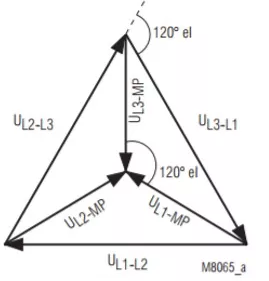 120° el
UL3-MP
UL2-L3
UL3-L1
120° el
UL2-MP
UL1-MP
UL1-L2
M8065_a